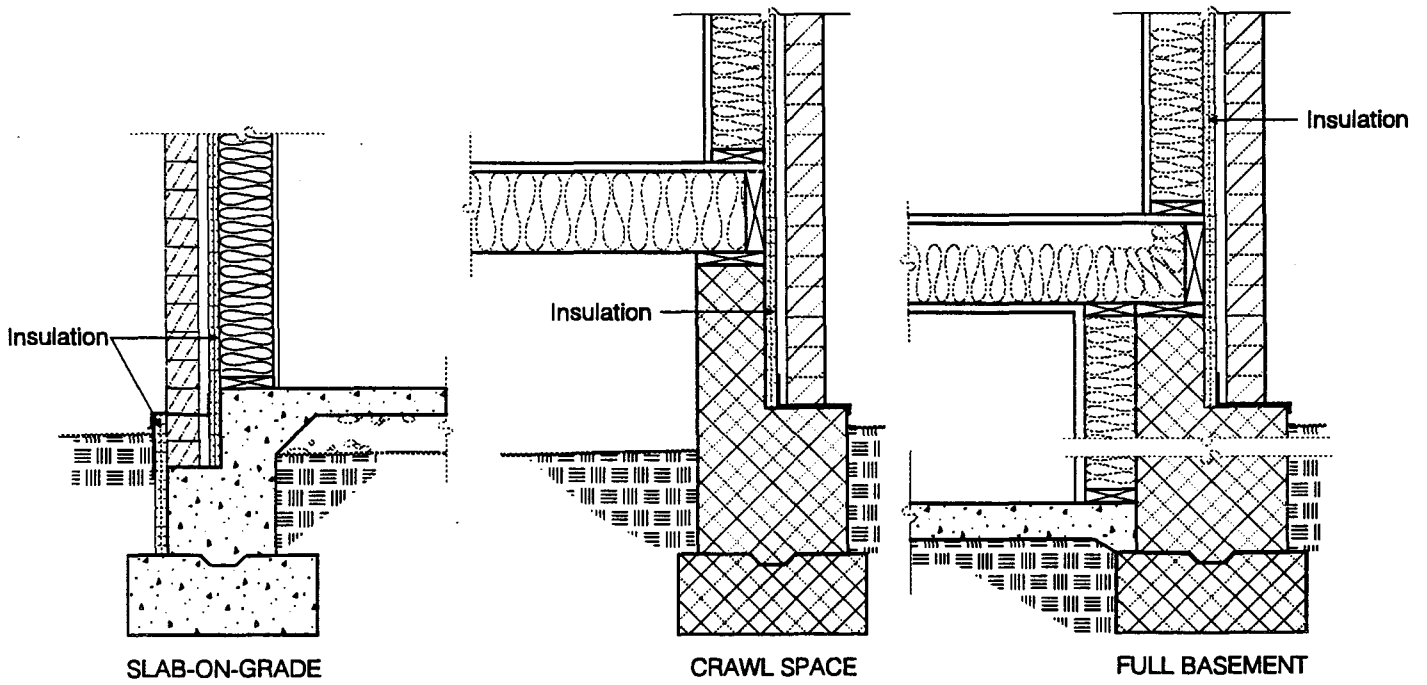 Insulation
Insulation
Insulation
SLAB-ON-GRADE
CRAWL SPACE
FULL BASEMENT